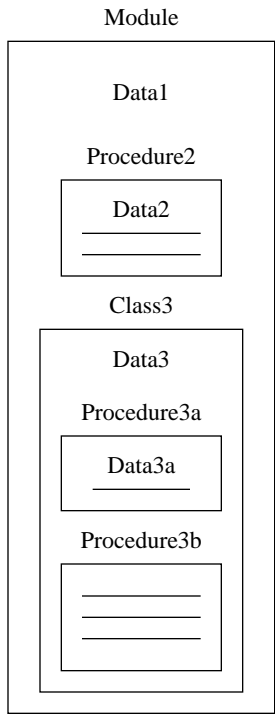 Module
Data1
Procedure2
Data2
Class3
Data3
Procedure3a
Data3a
Procedure3b